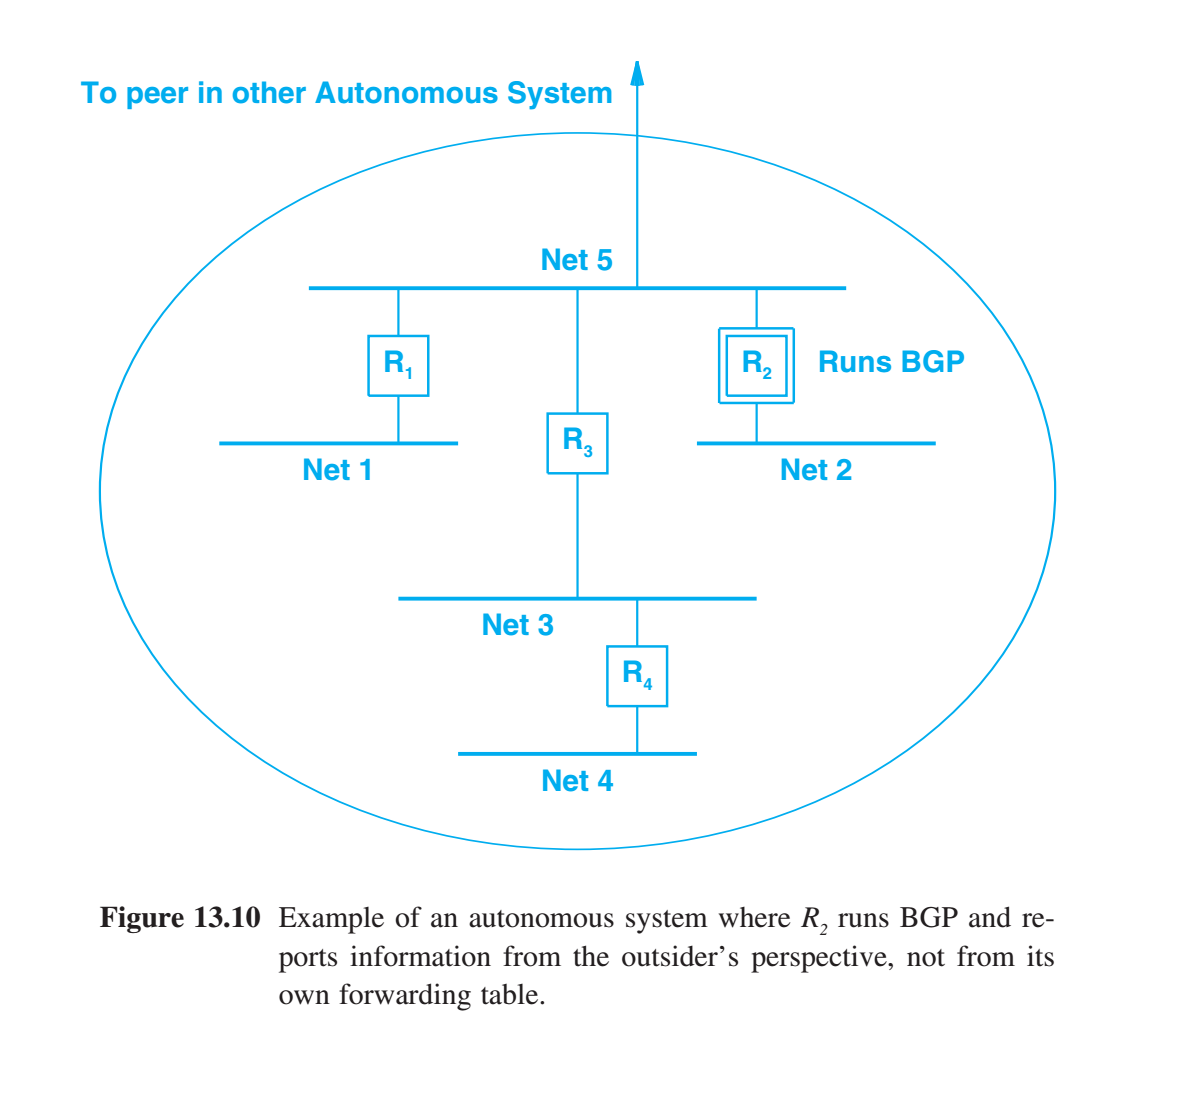 To peer in other Autonomous System
Net 5
R1
R2
Runs BGP
R3
Net 1
Net 2
Net 3
R4
Net 4
Figure 13.10 Example of an autonomous system where R2 runs BGP and re-
ports information from the outsider's perspective, not from its
own forwarding table.